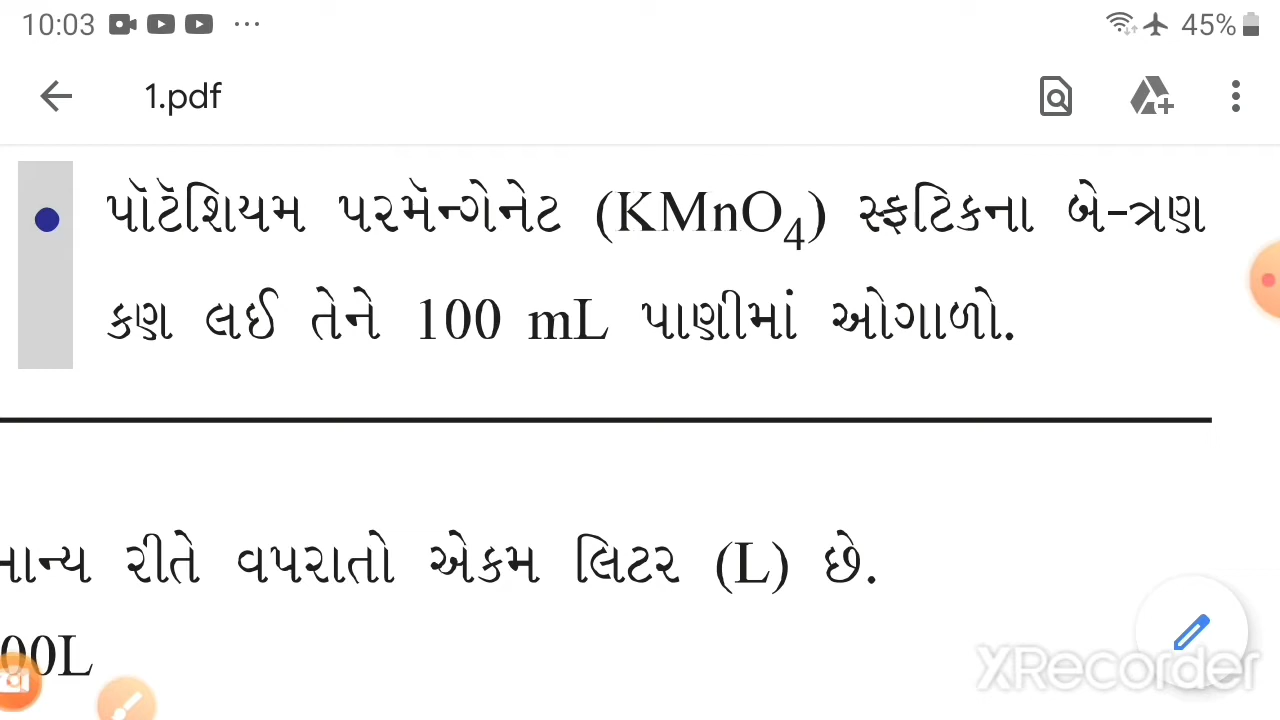 10:03 45%
1.pdf
પૉટૅશિયમ પરમૅન્ગેનેટ (KMnO4) સ્ફટિકના બે-ત્રણ
કણ લઈ તેને 100 mL પાણીમાં ઓગાળો.
માન્ય રીતે વપરાતો એકમ લિટર (L) છે.
00L
XRecorder